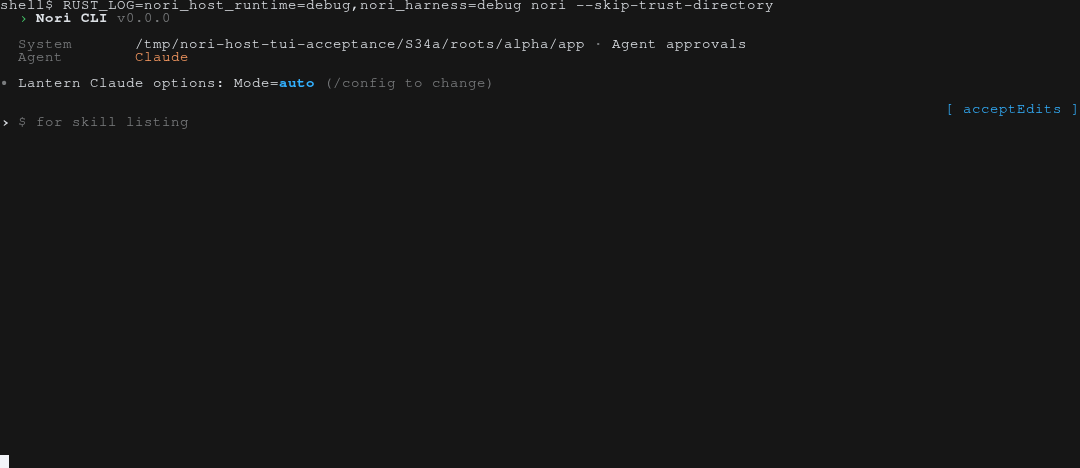 shell$ RUST_LOG=nori_host_runtime=debug,nori_harness=debug nori --skip-trust-directory
› Nori CLI v0.0.0
System /tmp/nori-host-tui-acceptance/S34a/roots/alpha/app · Agent approvals
Agent Claude
• Lantern Claude options: Mode=auto (/config to change)
[ acceptEdits ]
› $ for skill listing